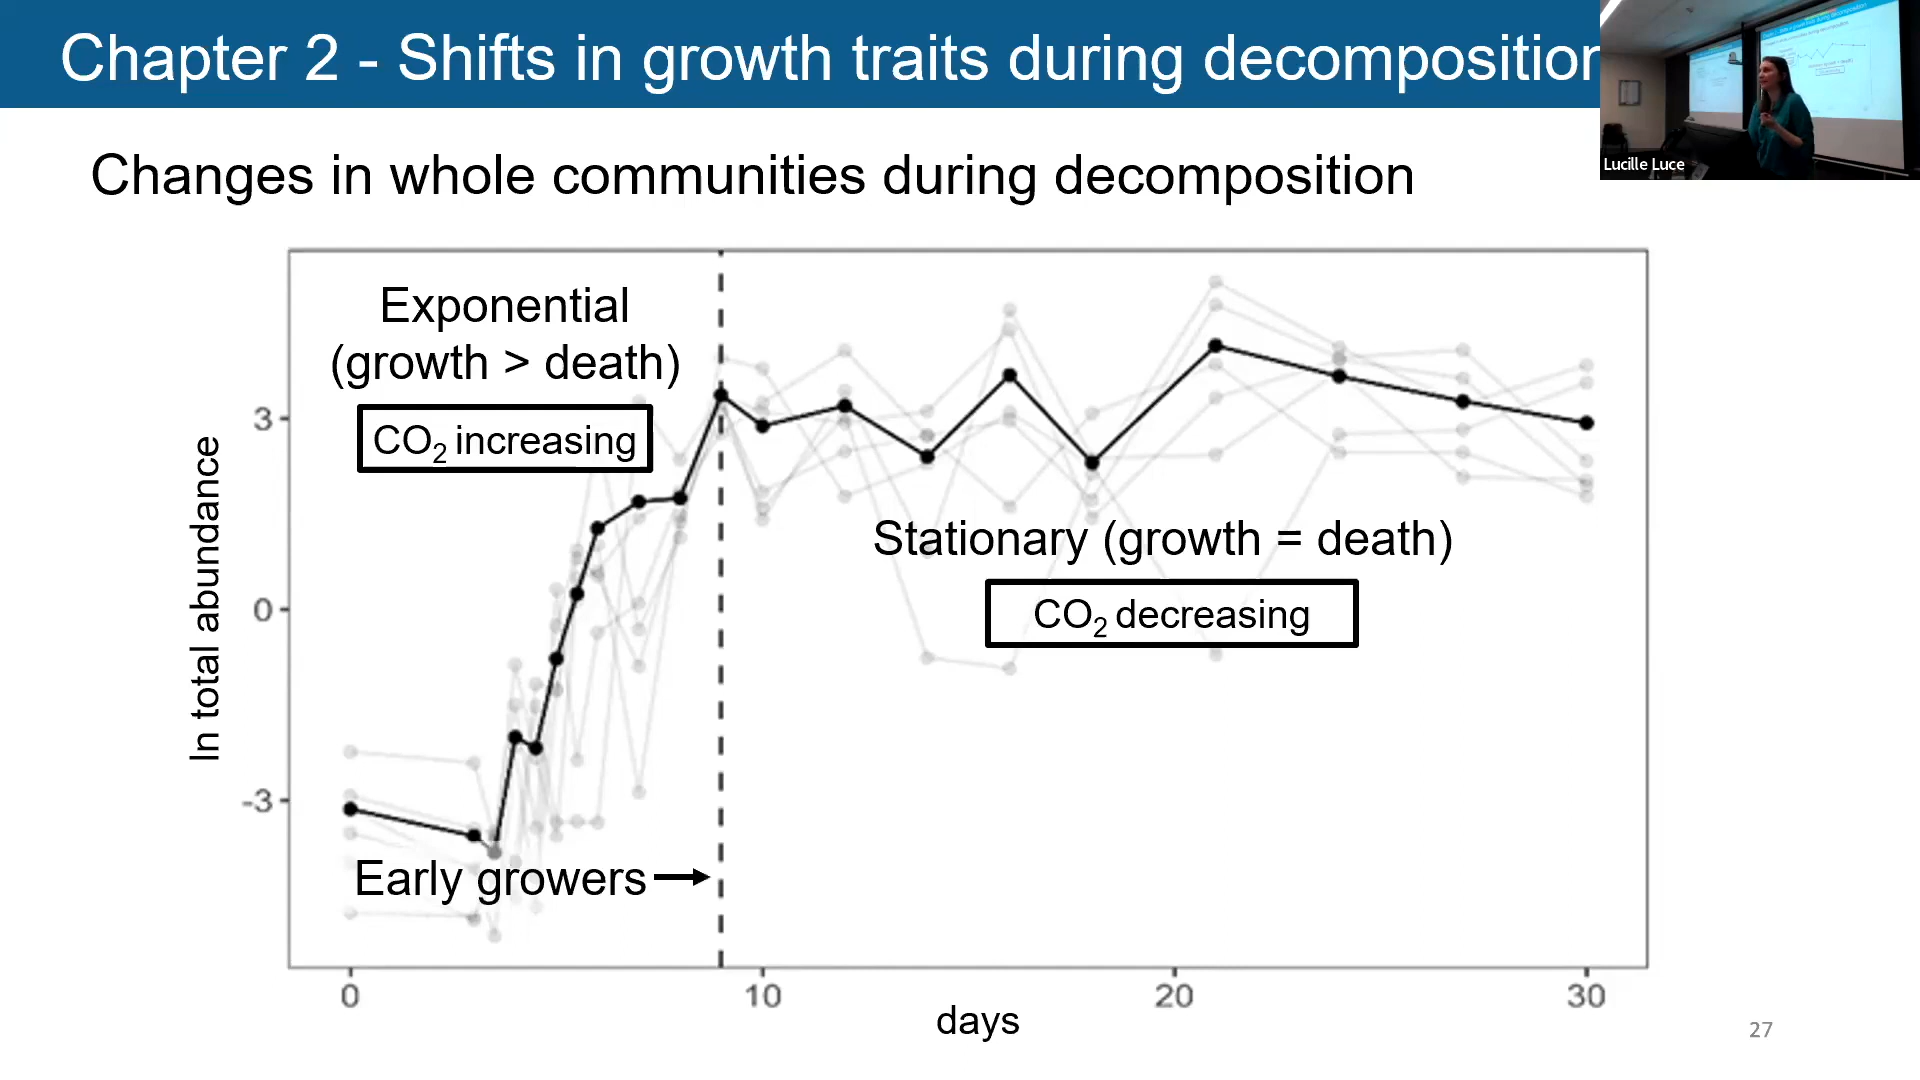 Chapter 2 - Shifts in growth traits during decomposition
Lucille Luce
Changes in whole communities during decomposition
Exponential
(growth > death)
CO₂ increasing
Stationary (growth = death)
CO₂ decreasing
Early growers
ln total abundance
3
0
-3
0 10 20 30
days
27